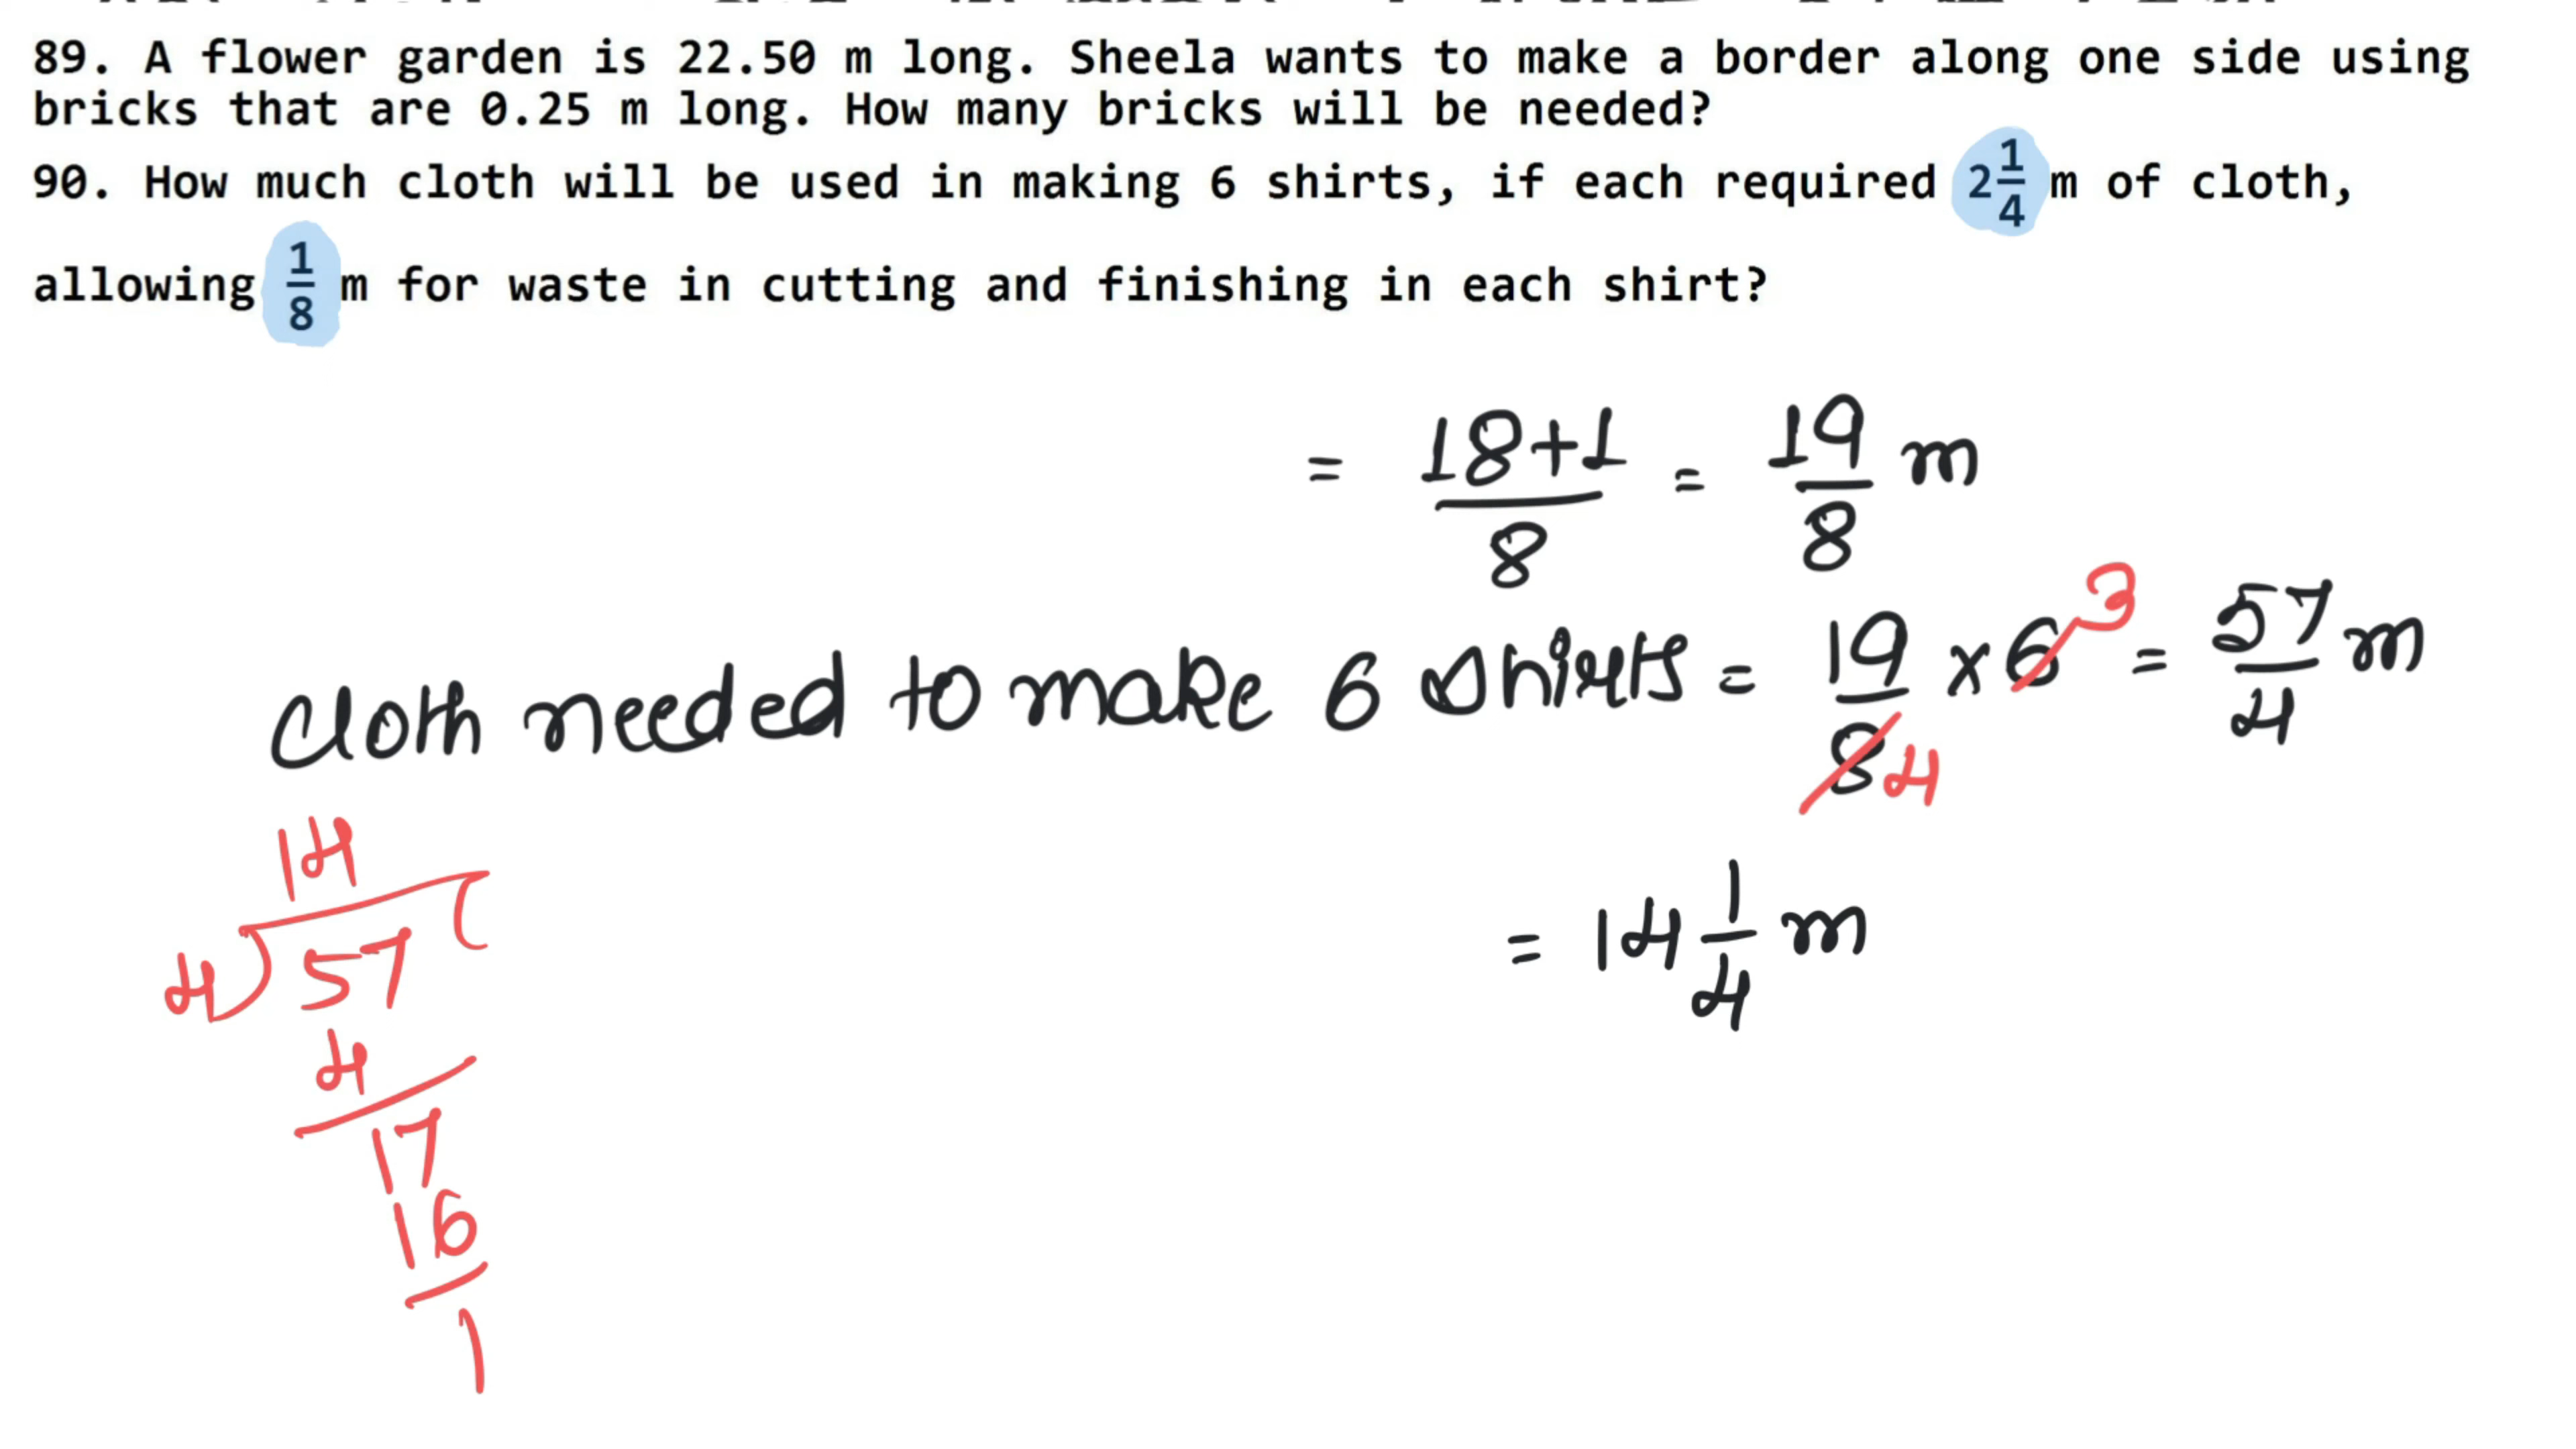 89. A flower garden is 22.50 m long. Sheela wants to make a border along one side using
bricks that are 0.25 m long. How many bricks will be needed?
90. How much cloth will be used in making 6 shirts, if each required 2 1/4 m of cloth,
allowing 1/8 m for waste in cutting and finishing in each shirt?
= 18+1/8 = 19/8 m
Cloth needed to make 6 shirts = 19/8 x 6 3 = 57/4 m
4
= 14 1/4 m
14
4 ) 57 (
4
17
16
1